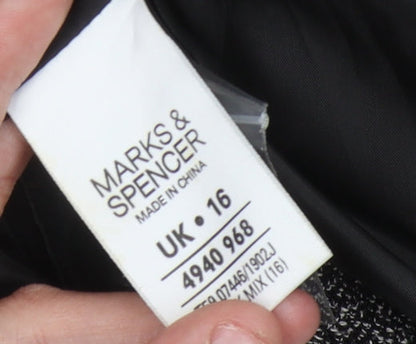 MARKS &
SPENCER
MADE IN CHINA
UK • 16
4940 968
07446/1902J
MIX (16)